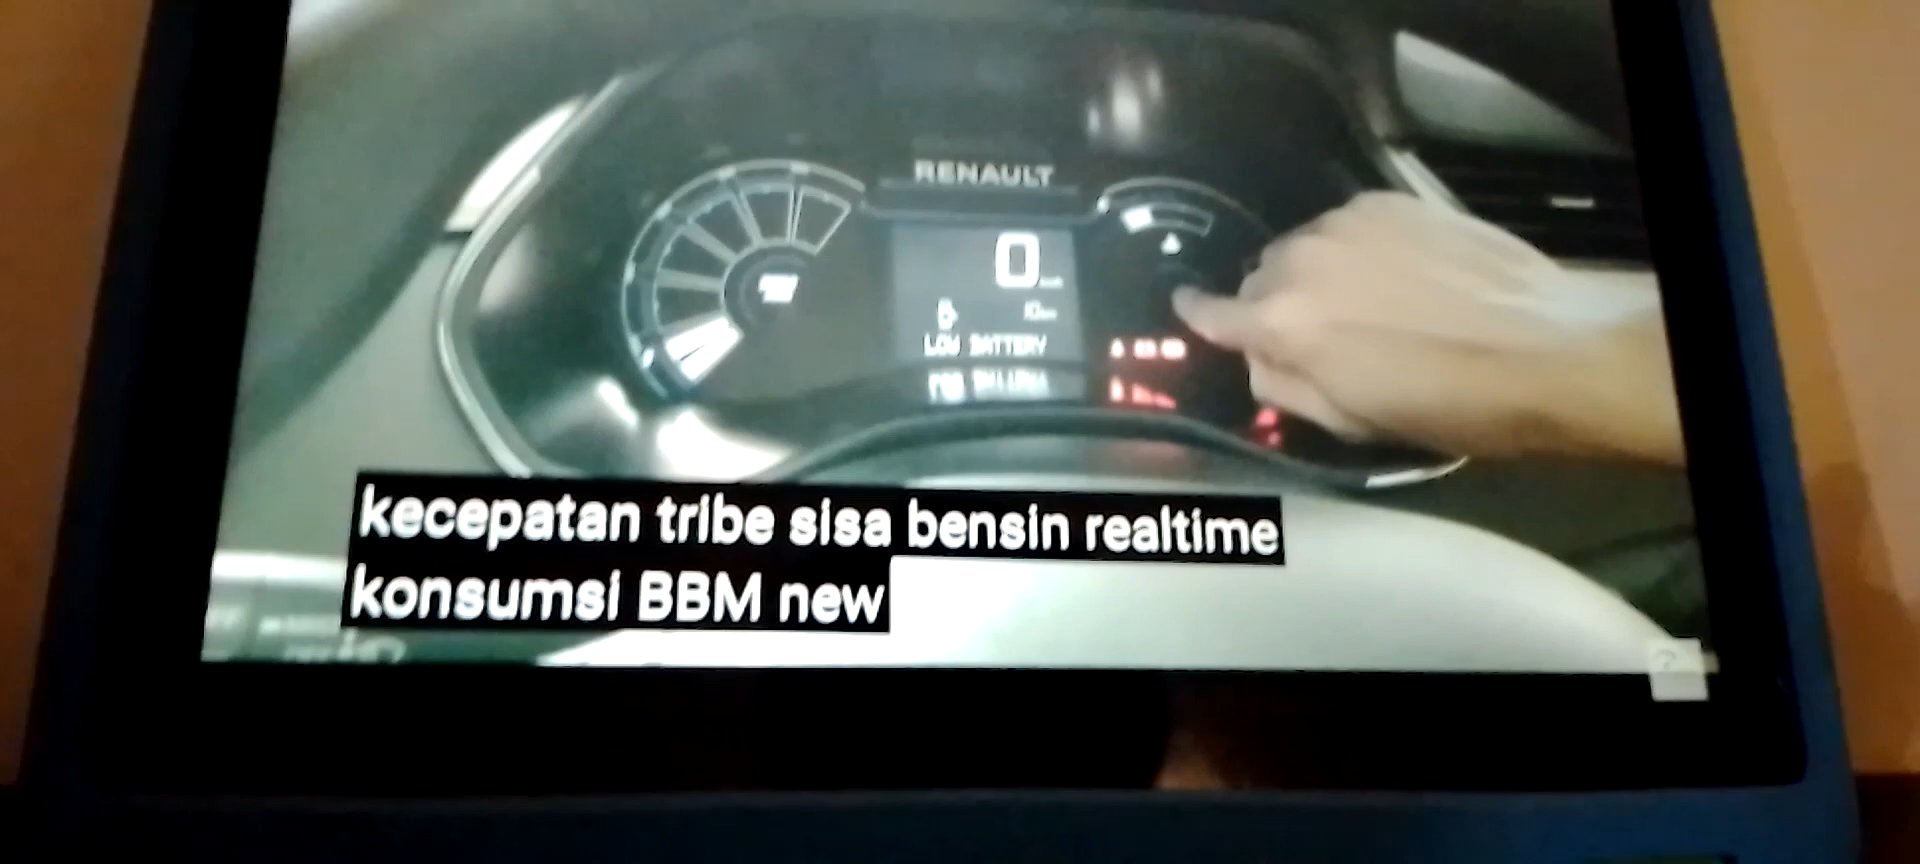 RENAULT
0
LOW BATTERY
kecepatan tribe sisa bensin realtime
konsumsi BBM new